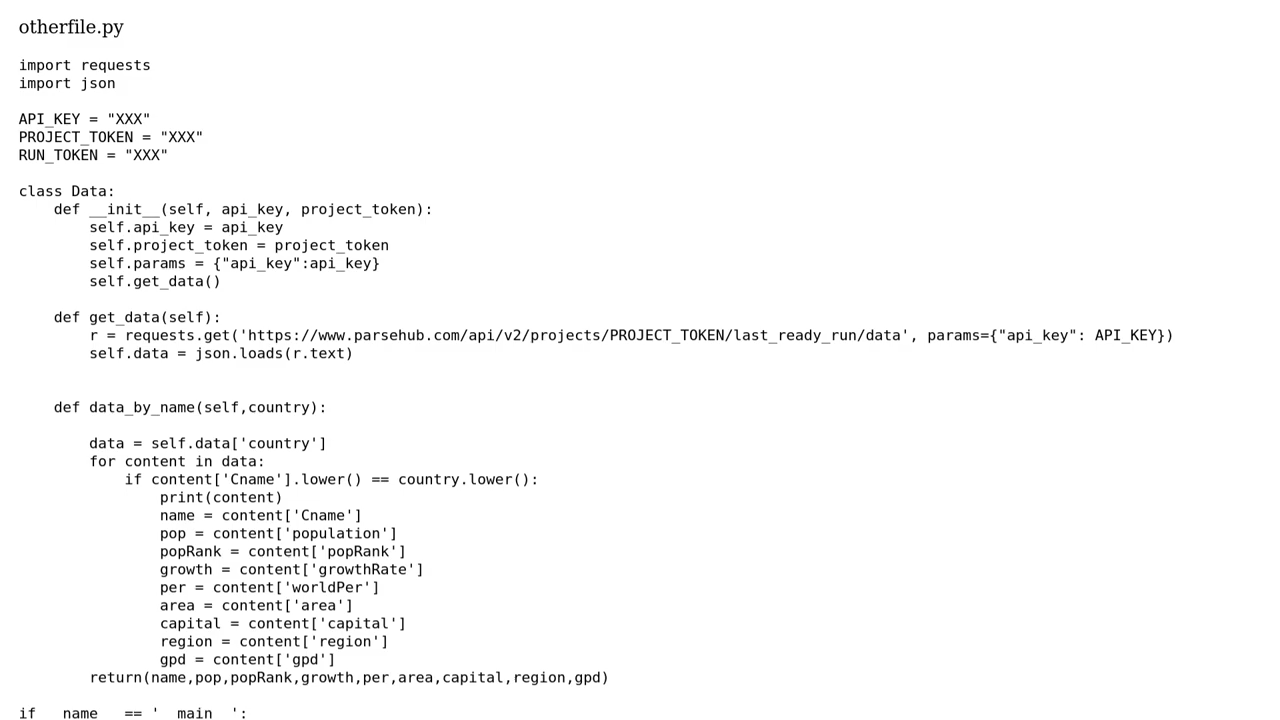 otherfile.py
import requests
import json
API_KEY = "XXX"
PROJECT_TOKEN = "XXX"
RUN_TOKEN = "XXX"
class Data:
    def __init__(self, api_key, project_token):
        self.api_key = api_key
        self.project_token = project_token
        self.params = {"api_key":api_key}
        self.get_data()
    def get_data(self):
        r = requests.get('https://www.parsehub.com/api/v2/projects/PROJECT_TOKEN/last_ready_run/data', params={"api_key": API_KEY})
        self.data = json.loads(r.text)
    def data_by_name(self,country):
        data = self.data['country']
        for content in data:
            if content['Cname'].lower() == country.lower():
                print(content)
                name = content['Cname']
                pop = content['population']
                popRank = content['popRank']
                growth = content['growthRate']
                per = content['worldPer']
                area = content['area']
                capital = content['capital']
                region = content['region']
                gpd = content['gpd']
        return(name,pop,popRank,growth,per,area,capital,region,gpd)
if __name__ == '__main__':